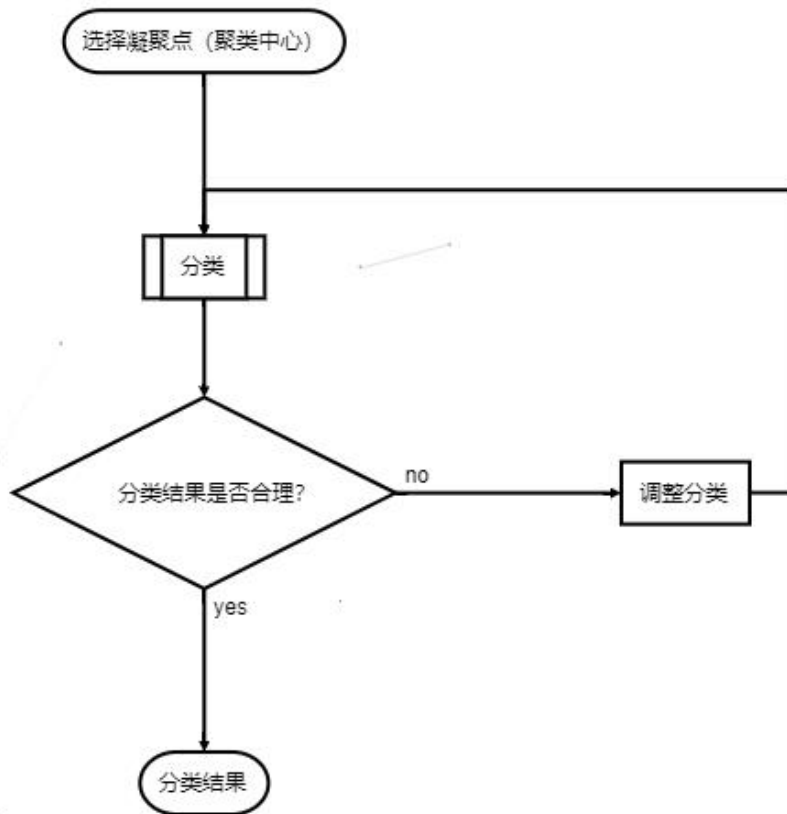 选择凝聚点（聚类中心）
分类
分类结果是否合理?
no
调整分类
yes
分类结果